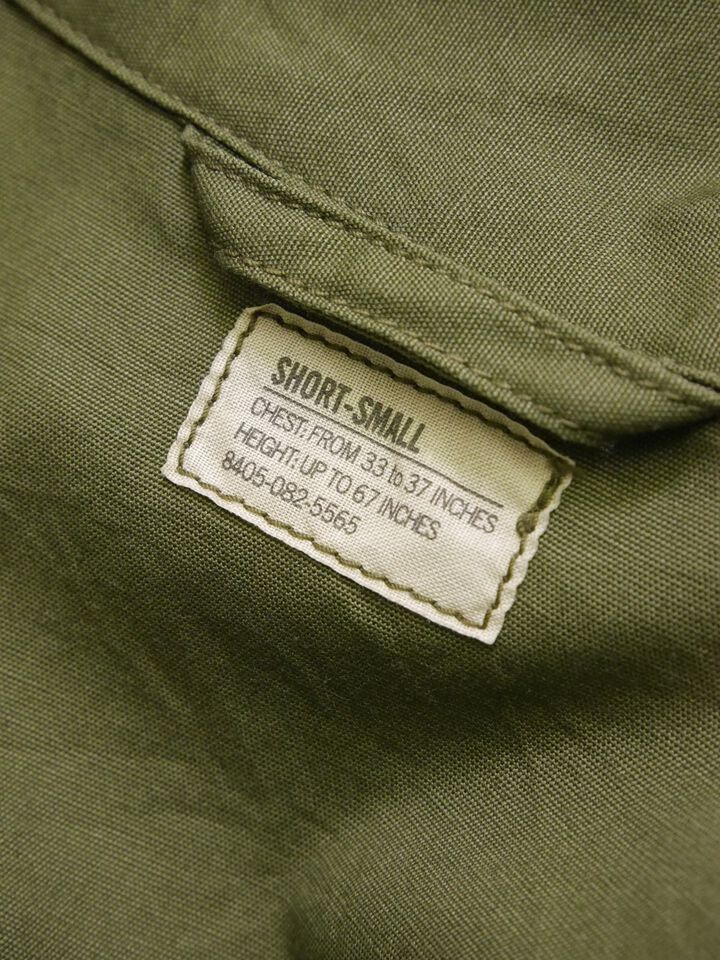 SHORT-SMALL
CHEST: FROM 33 to 37 INCHES
HEIGHT: UP TO 67 INCHES
8405-082-5565